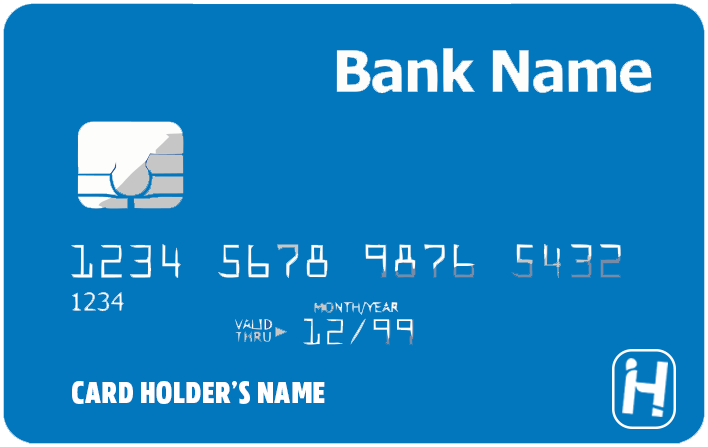 Bank Name
1234 5678 9876 5432
1234
MONTH/YEAR
VALID THRU 12/99
CARD HOLDER'S NAME
H